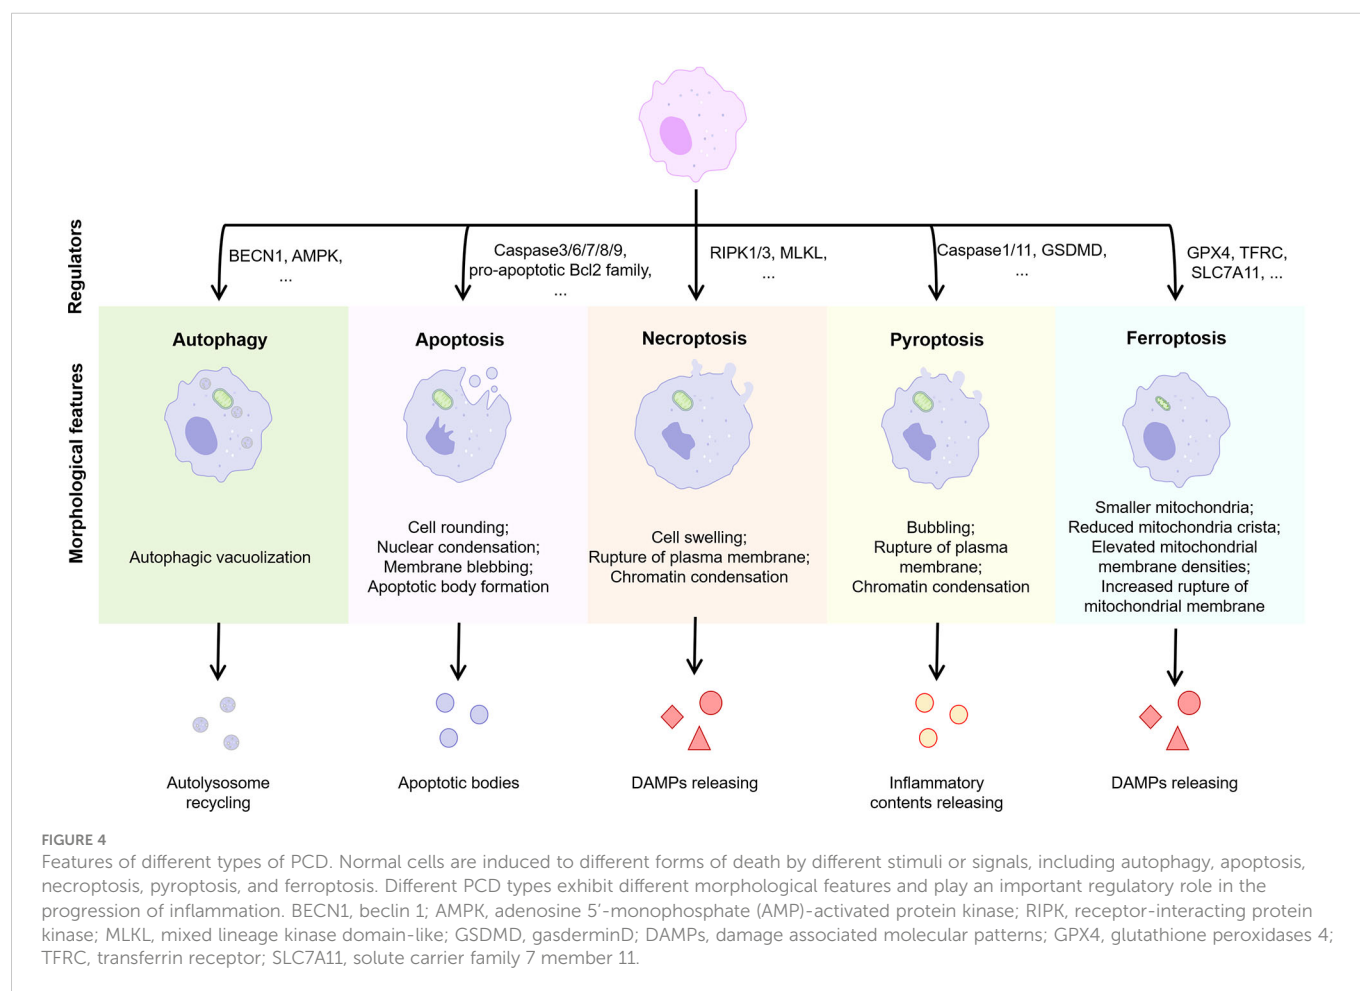 Regulators
BECN1, AMPK,
...
Caspase3/6/7/8/9,
pro-apoptotic Bcl2 family,
...
RIPK1/3, MLKL,
...
Caspase1/11, GSDMD,
...
GPX4, TFRC,
SLC7A11, ...
Morphological features
Autophagy
Autophagic vacuolization
Apoptosis
Cell rounding;
Nuclear condensation;
Membrane blebbing;
Apoptotic body formation
Necroptosis
Cell swelling;
Rupture of plasma membrane;
Chromatin condensation
Pyroptosis
Bubbling;
Rupture of plasma
membrane;
Chromatin condensation
Ferroptosis
Smaller mitochondria;
Reduced mitochondria crista;
Elevated mitochondrial
membrane densities;
Increased rupture of
mitochondrial membrane
Autolysosome
recycling
Apoptotic bodies
DAMPs releasing
Inflammatory
contents releasing
DAMPs releasing
FIGURE 4
Features of different types of PCD. Normal cells are induced to different forms of death by different stimuli or signals, including autophagy, apoptosis,
necroptosis, pyroptosis, and ferroptosis. Different PCD types exhibit different morphological features and play an important regulatory role in the
progression of inflammation. BECN1, beclin 1; AMPK, adenosine 5'-monophosphate (AMP)-activated protein kinase; RIPK, receptor-interacting protein
kinase; MLKL, mixed lineage kinase domain-like; GSDMD, gasderminD; DAMPs, damage associated molecular patterns; GPX4, glutathione peroxidases 4;
TFRC, transferrin receptor; SLC7A11, solute carrier family 7 member 11.